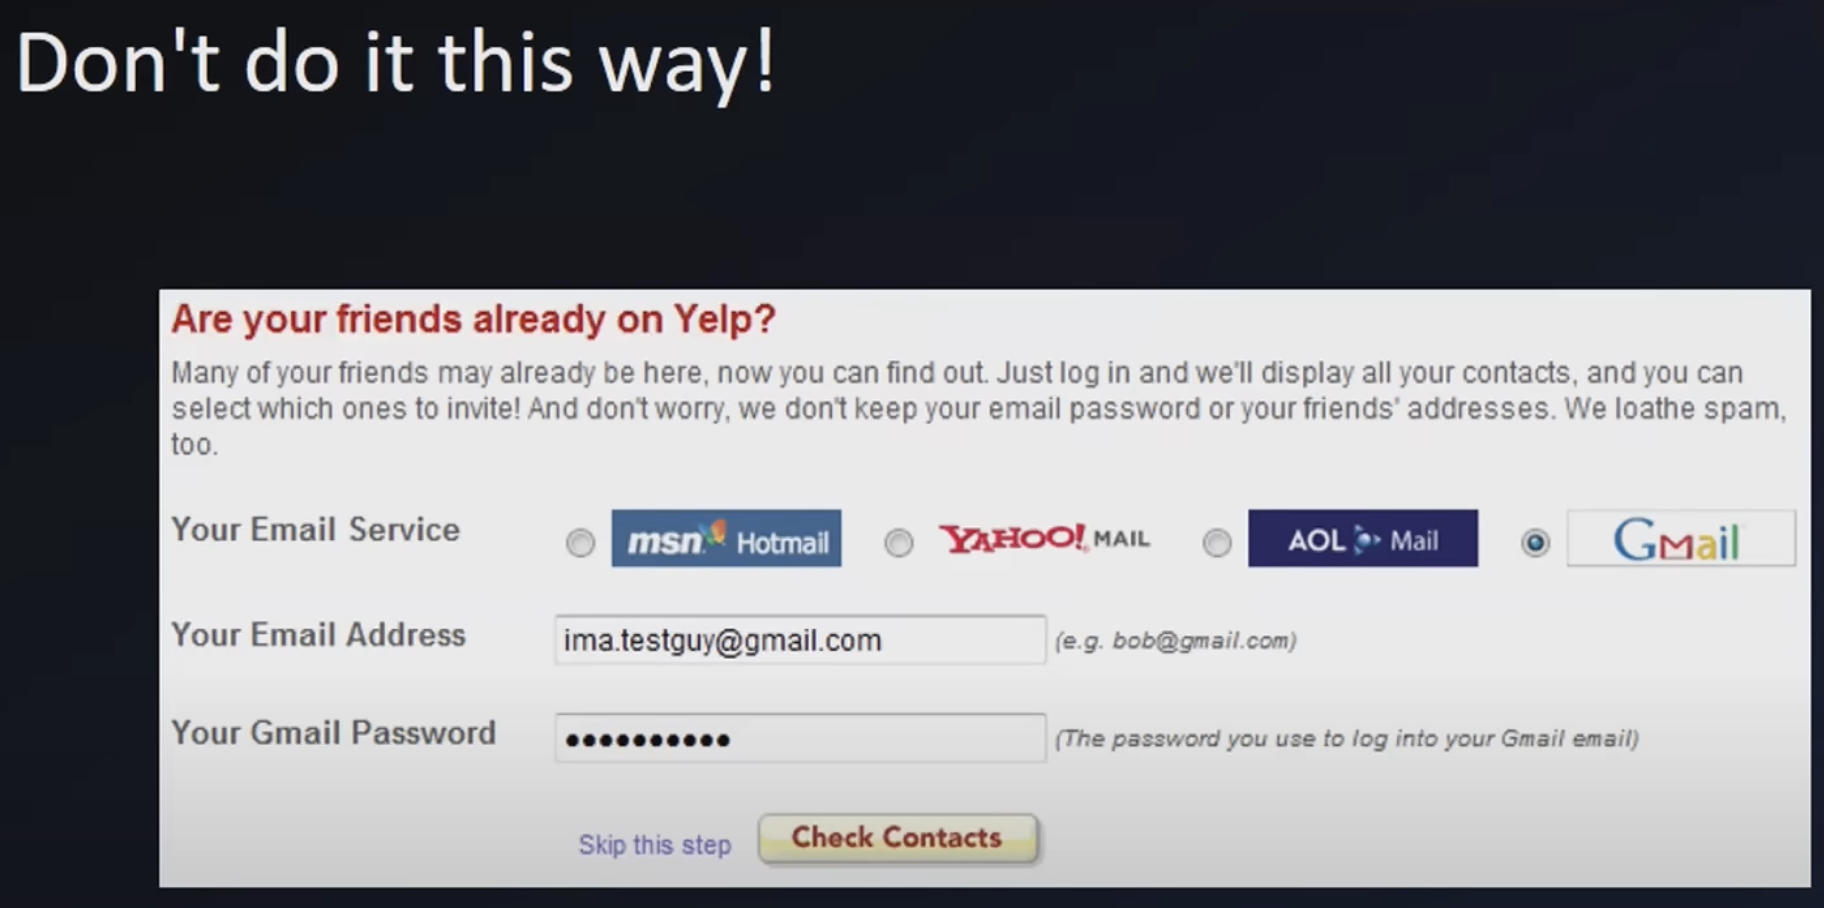 Don't do it this way!
Are your friends already on Yelp?
Many of your friends may already be here, now you can find out. Just log in and we'll display all your contacts, and you can
select which ones to invite! And don't worry, we don't keep your email password or your friends' addresses. We loathe spam,
too.
Your Email Service msn Hotmail YAHOO! MAIL AOL Mail Gmail
Your Email Address ima.testguy@gmail.com (e.g. bob@gmail.com)
Your Gmail Password •••••••••• (The password you use to log into your Gmail email)
Skip this step Check Contacts